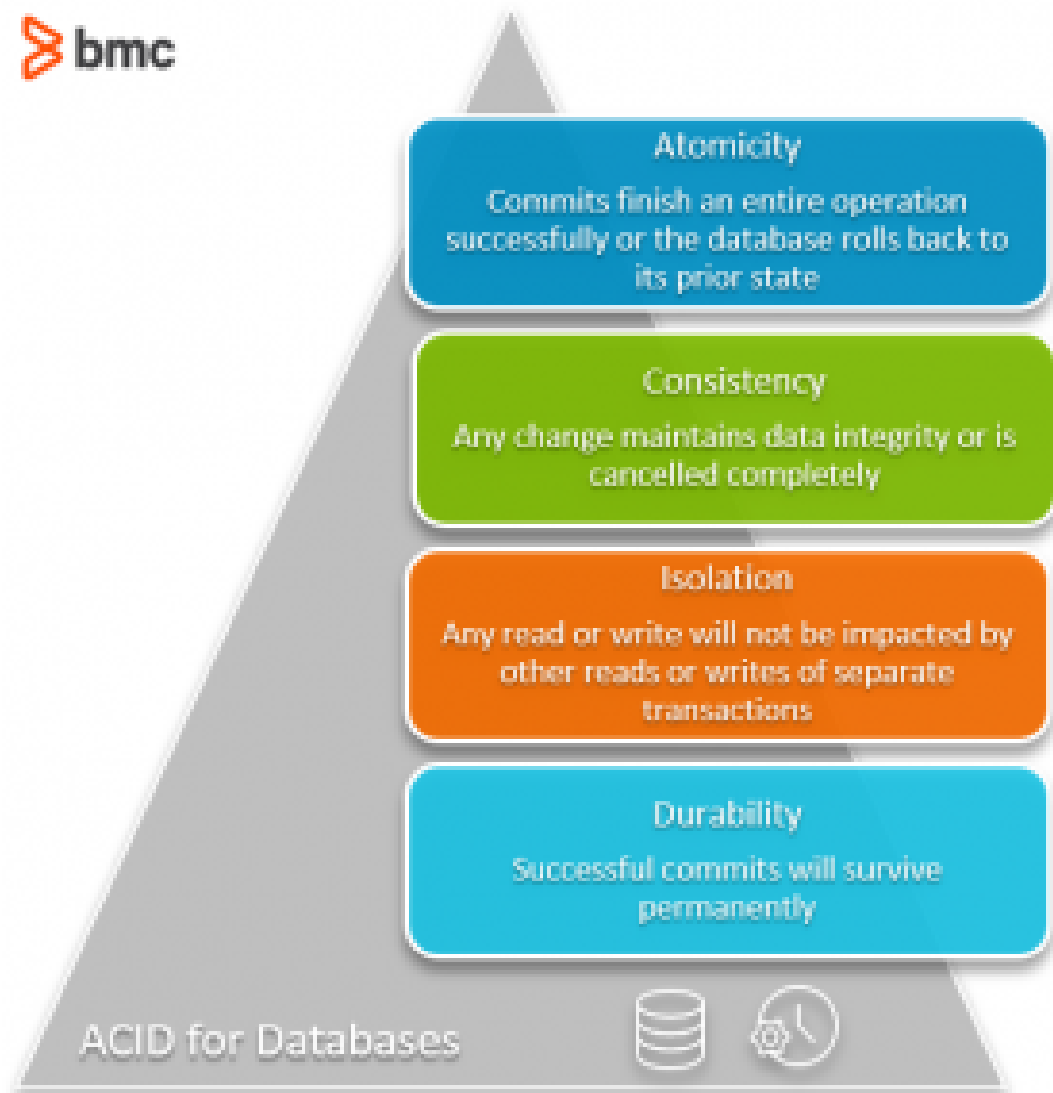 bmc
Atomicity
Commits finish an entire operation
successfully or the database rolls back to
its prior state
Consistency
Any change maintains data integrity or is
cancelled completely
Isolation
Any read or write will not be impacted by
other reads or writes of separate
transactions
Durability
Successful commits will survive
permanently
ACID for Databases